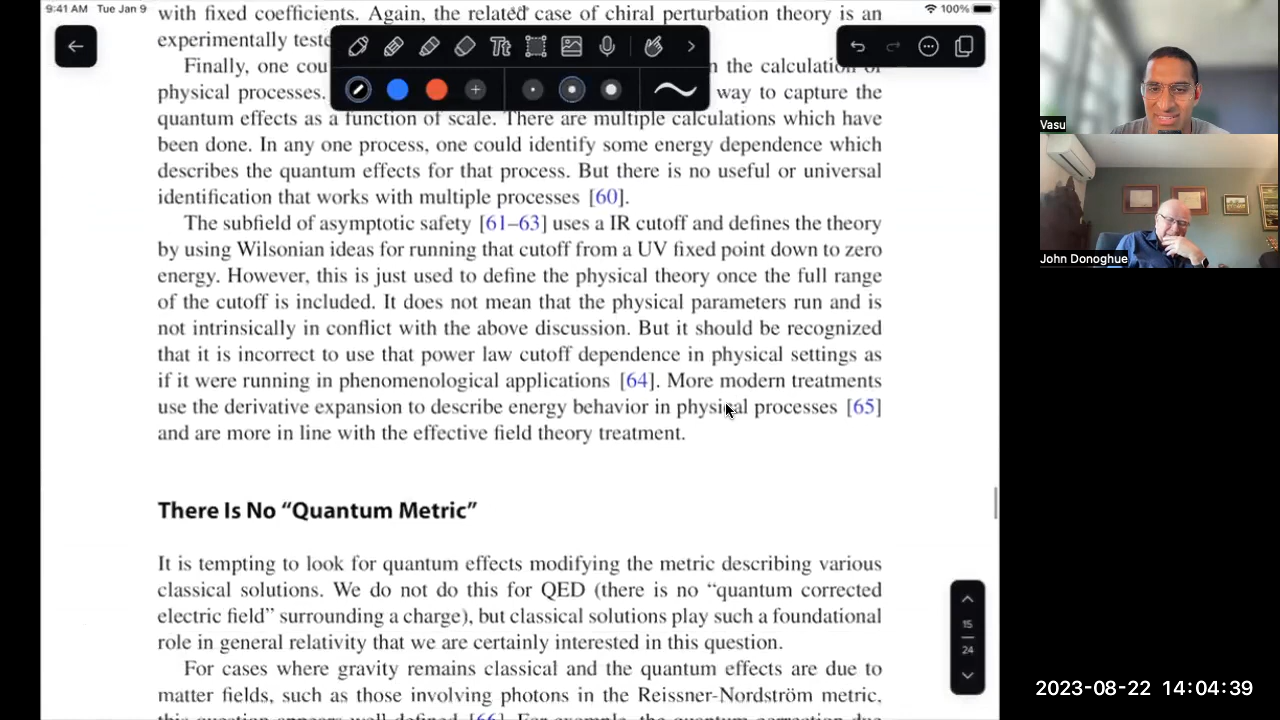 9:41 AM Tue Jan 9
100%
with fixed coefficients. Again, the related case of chiral perturbation theory is an
experimentally teste
Finally, one cou n the calculation of
physical processes. way to capture the
quantum effects as a function of scale. There are multiple calculations which have
been done. In any one process, one could identify some energy dependence which
describes the quantum effects for that process. But there is no useful or universal
identification that works with multiple processes [60].
The subfield of asymptotic safety [61–63] uses a IR cutoff and defines the theory
by using Wilsonian ideas for running that cutoff from a UV fixed point down to zero
energy. However, this is just used to define the physical theory once the full range
of the cutoff is included. It does not mean that the physical parameters run and is
not intrinsically in conflict with the above discussion. But it should be recognized
that it is incorrect to use that power law cutoff dependence in physical settings as
if it were running in phenomenological applications [64]. More modern treatments
use the derivative expansion to describe energy behavior in physical processes [65]
and are more in line with the effective field theory treatment.
There Is No “Quantum Metric”
It is tempting to look for quantum effects modifying the metric describing various
classical solutions. We do not do this for QED (there is no “quantum corrected
electric field” surrounding a charge), but classical solutions play such a foundational
role in general relativity that we are certainly interested in this question.
For cases where gravity remains classical and the quantum effects are due to
matter fields, such as those involving photons in the Reissner-Nordström metric,
this question appears well defined [66]. For example, the quantum correction due
Tt
15
24
Vasu
John Donoghue
2023-08-22 14:04:39